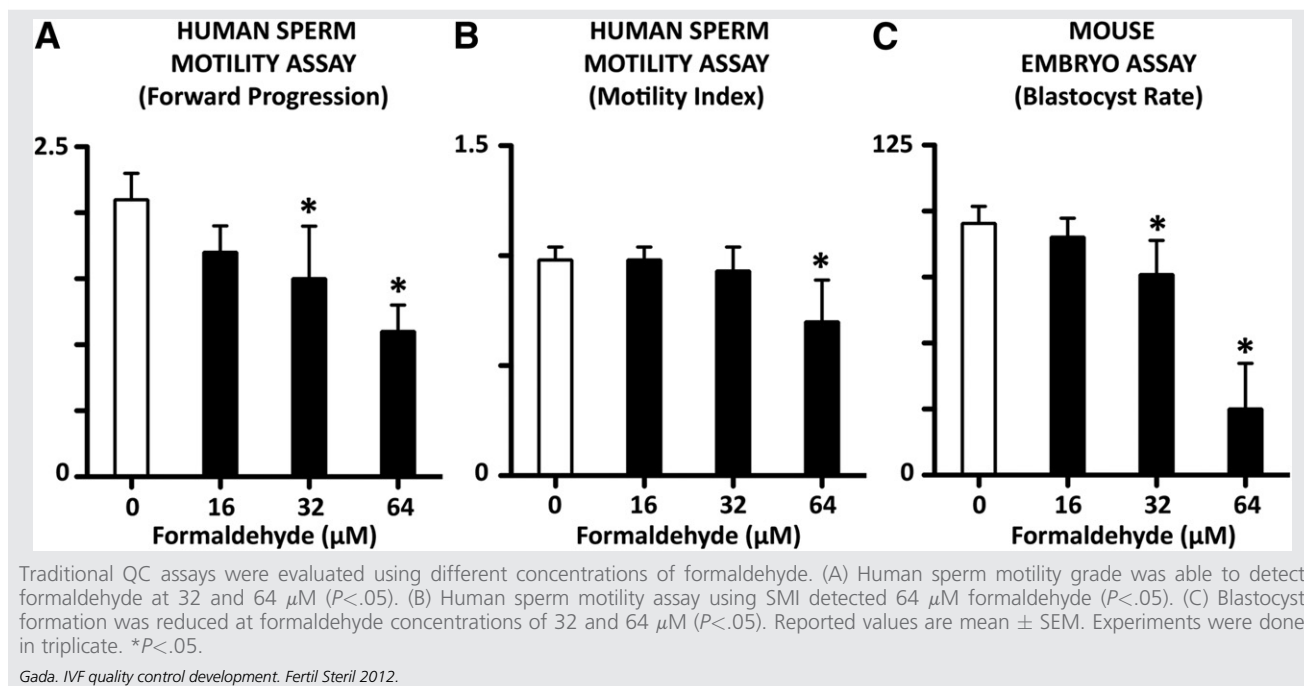 A
HUMAN SPERM
MOTILITY ASSAY
(Forward Progression)
2.5
0
*
*
0 16 32 64
Formaldehyde (µM)
B
HUMAN SPERM
MOTILITY ASSAY
(Motility Index)
1.5
0
*
0 16 32 64
Formaldehyde (µM)
C
MOUSE
EMBRYO ASSAY
(Blastocyst Rate)
125
0
*
*
0 16 32 64
Formaldehyde (µM)
Traditional QC assays were evaluated using different concentrations of formaldehyde. (A) Human sperm motility grade was able to detect
formaldehyde at 32 and 64 µM (P<.05). (B) Human sperm motility assay using SMI detected 64 µM formaldehyde (P<.05). (C) Blastocyst
formation was reduced at formaldehyde concentrations of 32 and 64 µM (P<.05). Reported values are mean ± SEM. Experiments were done
in triplicate. *P<.05.
Gada. IVF quality control development. Fertil Steril 2012.